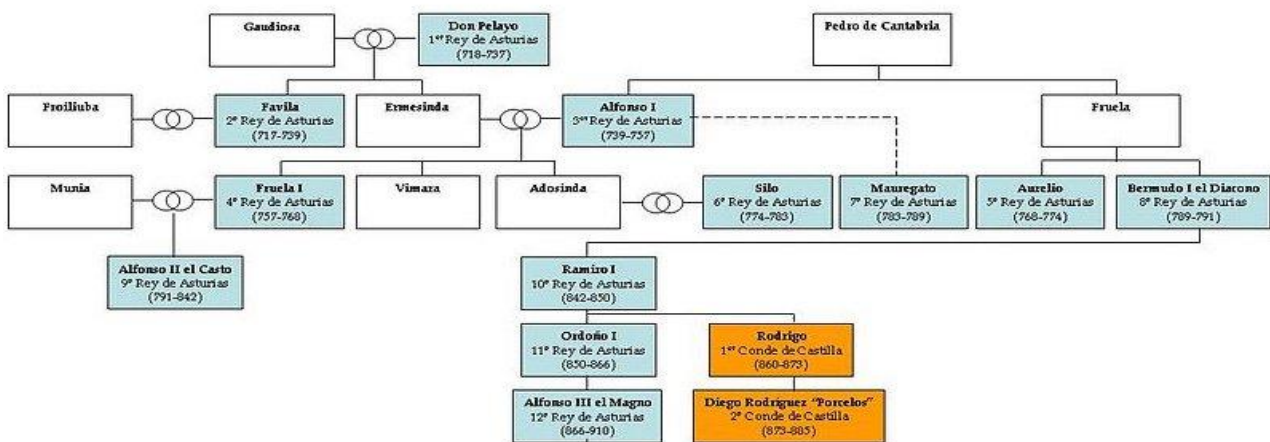 Gaudiosa
Don Pelayo
1er Rey de Asturias
(718-737)
Pedro de Cantabria
Froiliuba
Favila
2º Rey de Asturias
(717-739)
Ermesinda
Alfonso I
3er Rey de Asturias
(739-757)
Fruela
Munia
Fruela I
4º Rey de Asturias
(757-768)
Vimara
Adosinda
Silo
6º Rey de Asturias
(774-783)
Mauregato
7º Rey de Asturias
(783-789)
Aurelio
5º Rey de Asturias
(768-774)
Bermudo I el Diacono
8º Rey de Asturias
(789-791)
Alfonso II el Casto
9º Rey de Asturias
(791-842)
Ramiro I
10º Rey de Asturias
(842-850)
Ordoño I
11º Rey de Asturias
(850-866)
Rodrigo
1er Conde de Castilla
(860-873)
Alfonso III el Magno
12º Rey de Asturias
(866-910)
Diego Rodríguez "Porcelos"
2º Conde de Castilla
(873-885)